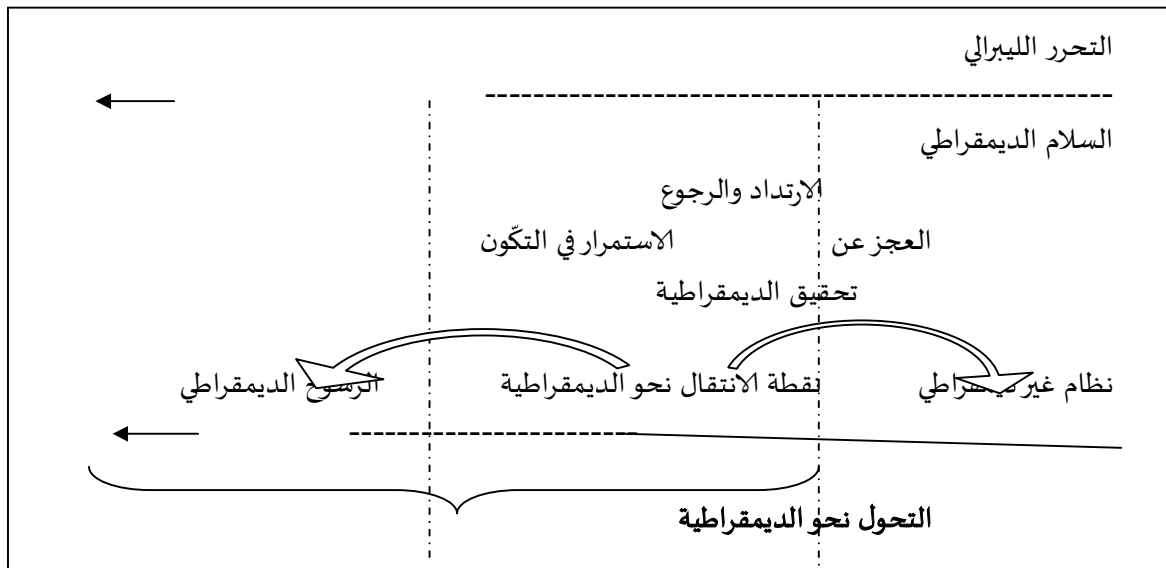 التحرر الليبرالي
السلام الديمقراطي
الارتداد والرجوع
العجز عن الاستمرار في التكّون
تحقيق الديمقراطية
نظام غير ديمقراطي نقطة الانتقال نحو الديمقراطية الرسوخ الديمقراطي
التحول نحو الديمقراطية